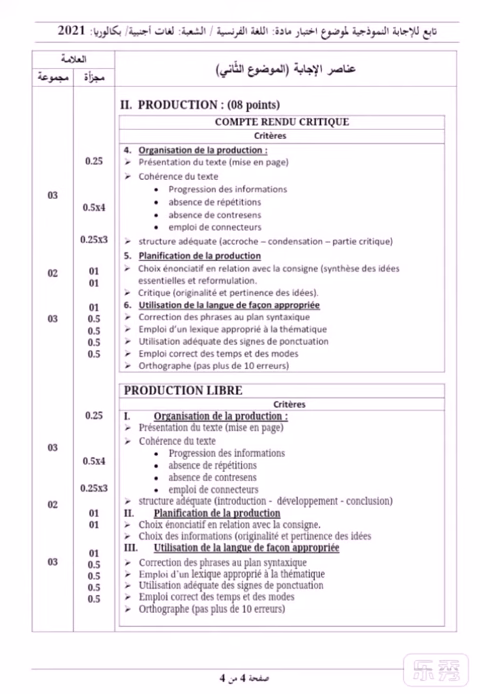 تابع للإجابة النموذجية لموضوع اختبار مادة: اللغة الفرنسية / الشعبة: لغات أجنبية/ بكالوريا: 2021
العلامة
عناصر الإجابة (الموضوع الثّاني)
مجموعة
مجزأة
II. PRODUCTION : (08 points)
COMPTE RENDU CRITIQUE
Critères
4. Organisation de la production :
0.25
➢ Présentation du texte (mise en page)
➢ Cohérence du texte
03
• Progression des informations
0.5x4
• absence de répétitions
• absence de contresens
• emploi de connecteurs
0.25x3
➢ structure adéquate (accroche – condensation – partie critique)
5. Planification de la production
02
01
➢ Choix énonciatif en relation avec la consigne (synthèse des idées
01
essentielles et reformulation.
➢ Critique (originalité et pertinence des idées).
01
6. Utilisation de la langue de façon appropriée
03
0.5
➢ Correction des phrases au plan syntaxique
0.5
➢ Emploi d'un lexique approprié à la thématique
0.5
➢ Utilisation adéquate des signes de ponctuation
0.5
➢ Emploi correct des temps et des modes
➢ Orthographe (pas plus de 10 erreurs)
PRODUCTION LIBRE
Critères
0.25
I. Organisation de la production :
➢ Présentation du texte (mise en page)
➢ Cohérence du texte
03
• Progression des informations
0.5x4
• absence de répétitions
• absence de contresens
0.25x3
• emploi de connecteurs
02
➢ structure adéquate (introduction - développement - conclusion)
01
II. Planification de la production
01
➢ Choix énonciatif en relation avec la consigne.
➢ Choix des informations (originalité et pertinence des idées
01
III. Utilisation de la langue de façon appropriée
03
0.5
➢ Correction des phrases au plan syntaxique
0.5
➢ Emploi d'un lexique approprié à la thématique
0.5
➢ Utilisation adéquate des signes de ponctuation
0.5
➢ Emploi correct des temps et des modes
➢ Orthographe (pas plus de 10 erreurs)
صفحة 4 من 4
乐秀